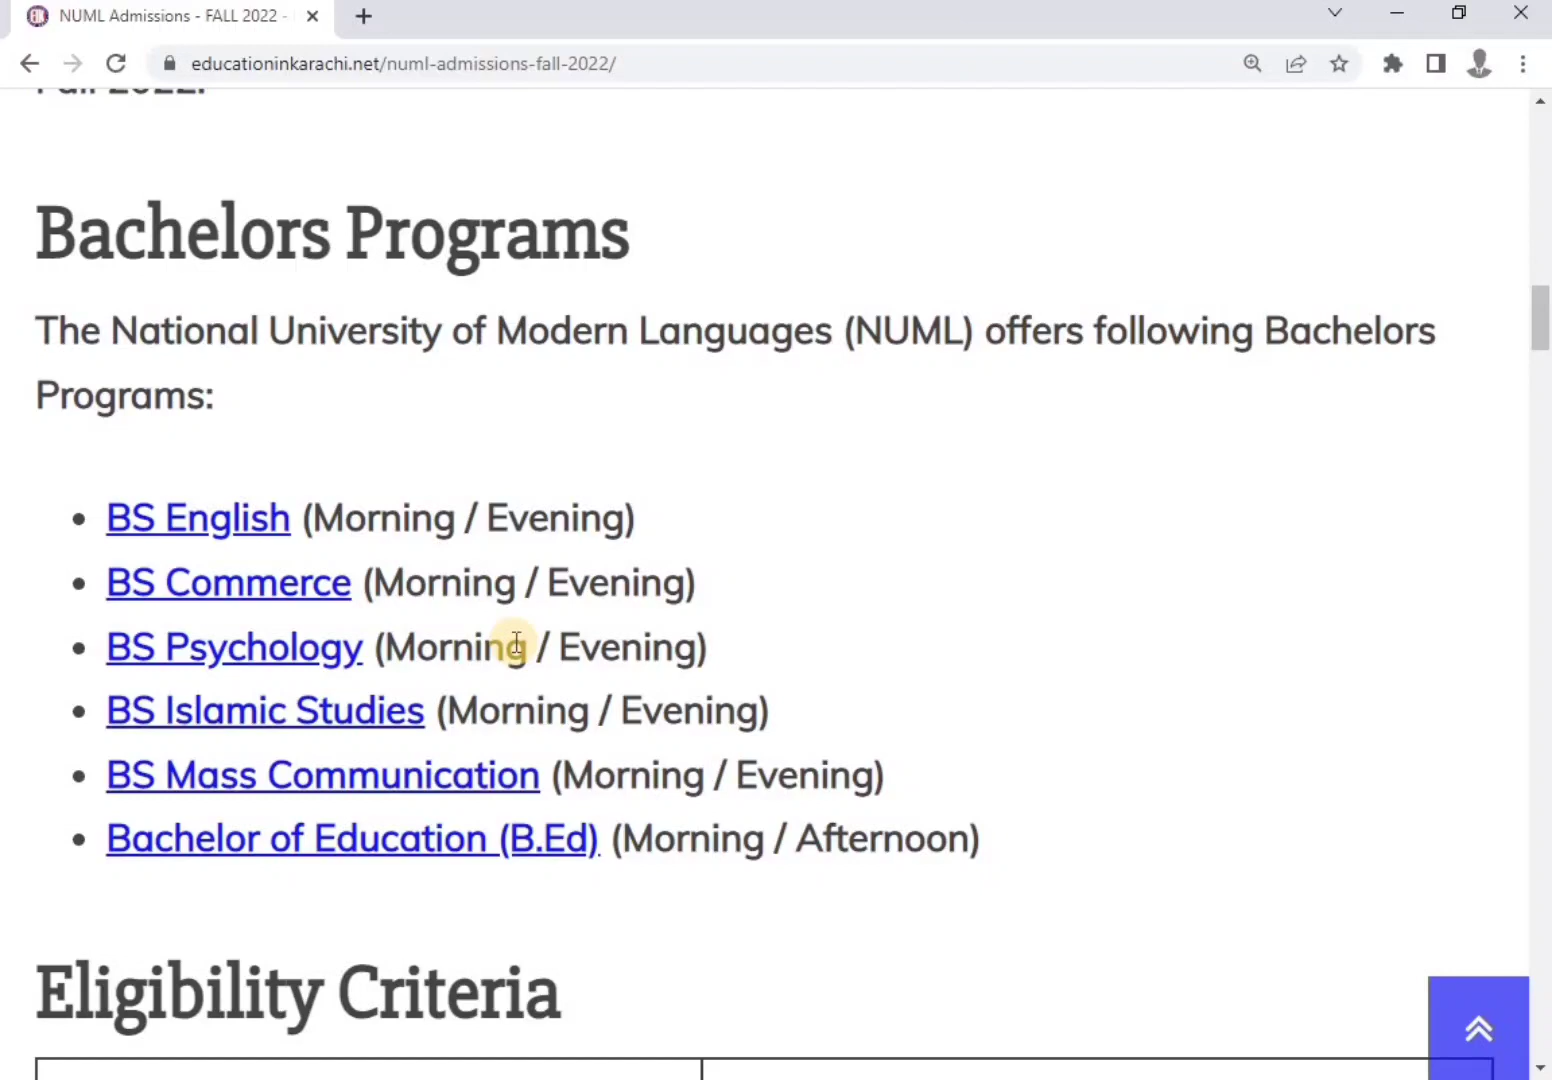 NUML Admissions - FALL 2022 -
educationinkarachi.net/numl-admissions-fall-2022/
Fall 2022.
Bachelors Programs
The National University of Modern Languages (NUML) offers following Bachelors
Programs:
• BS English (Morning / Evening)
• BS Commerce (Morning / Evening)
• BS Psychology (Morning / Evening)
• BS Islamic Studies (Morning / Evening)
• BS Mass Communication (Morning / Evening)
• Bachelor of Education (B.Ed) (Morning / Afternoon)
Eligibility Criteria